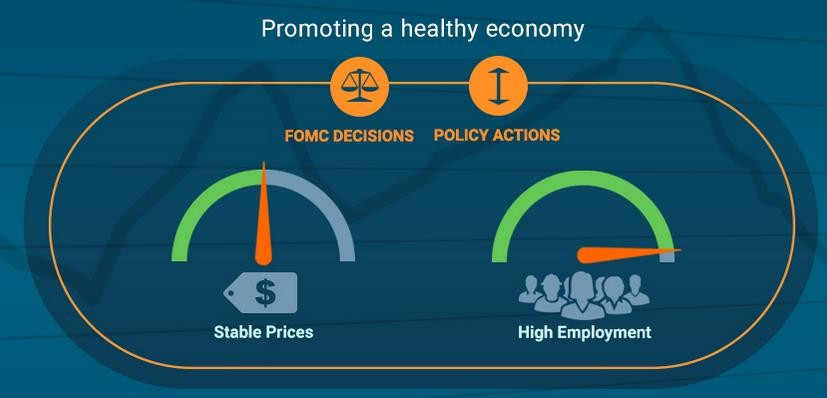 Promoting a healthy economy
FOMC DECISIONS
POLICY ACTIONS
$
Stable Prices
High Employment